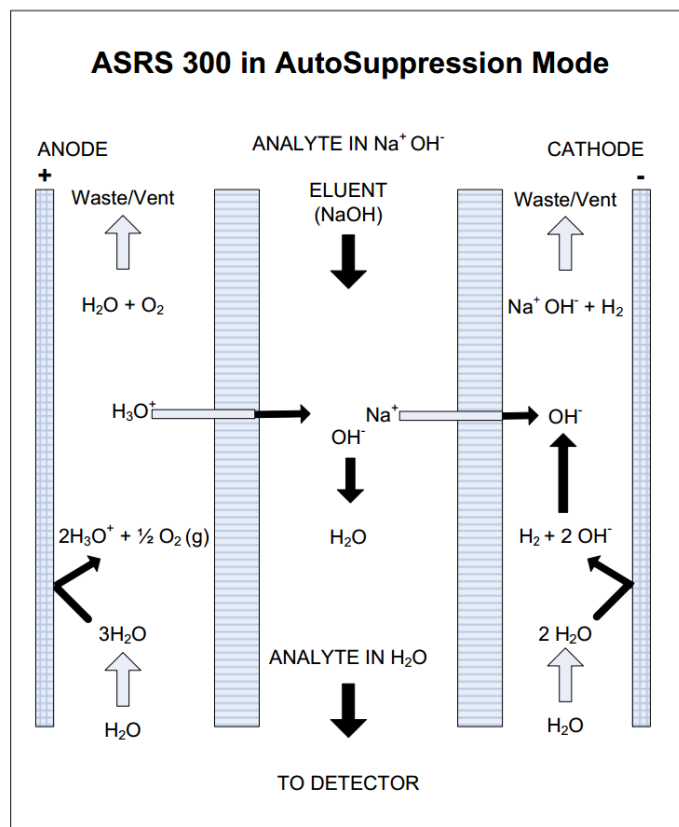 ASRS 300 in AutoSuppression Mode
ANODE
+
ANALYTE IN Na⁺ OH⁻
CATHODE
-
Waste/Vent
ELUENT
(NaOH)
Waste/Vent
H₂O + O₂
Na⁺ OH⁻ + H₂
H₃O⁺
OH⁻
Na⁺
OH⁻
2H₃O⁺ + ½ O₂ (g)
H₂O
H₂ + 2 OH⁻
3H₂O
2 H₂O
ANALYTE IN H₂O
H₂O
H₂O
TO DETECTOR